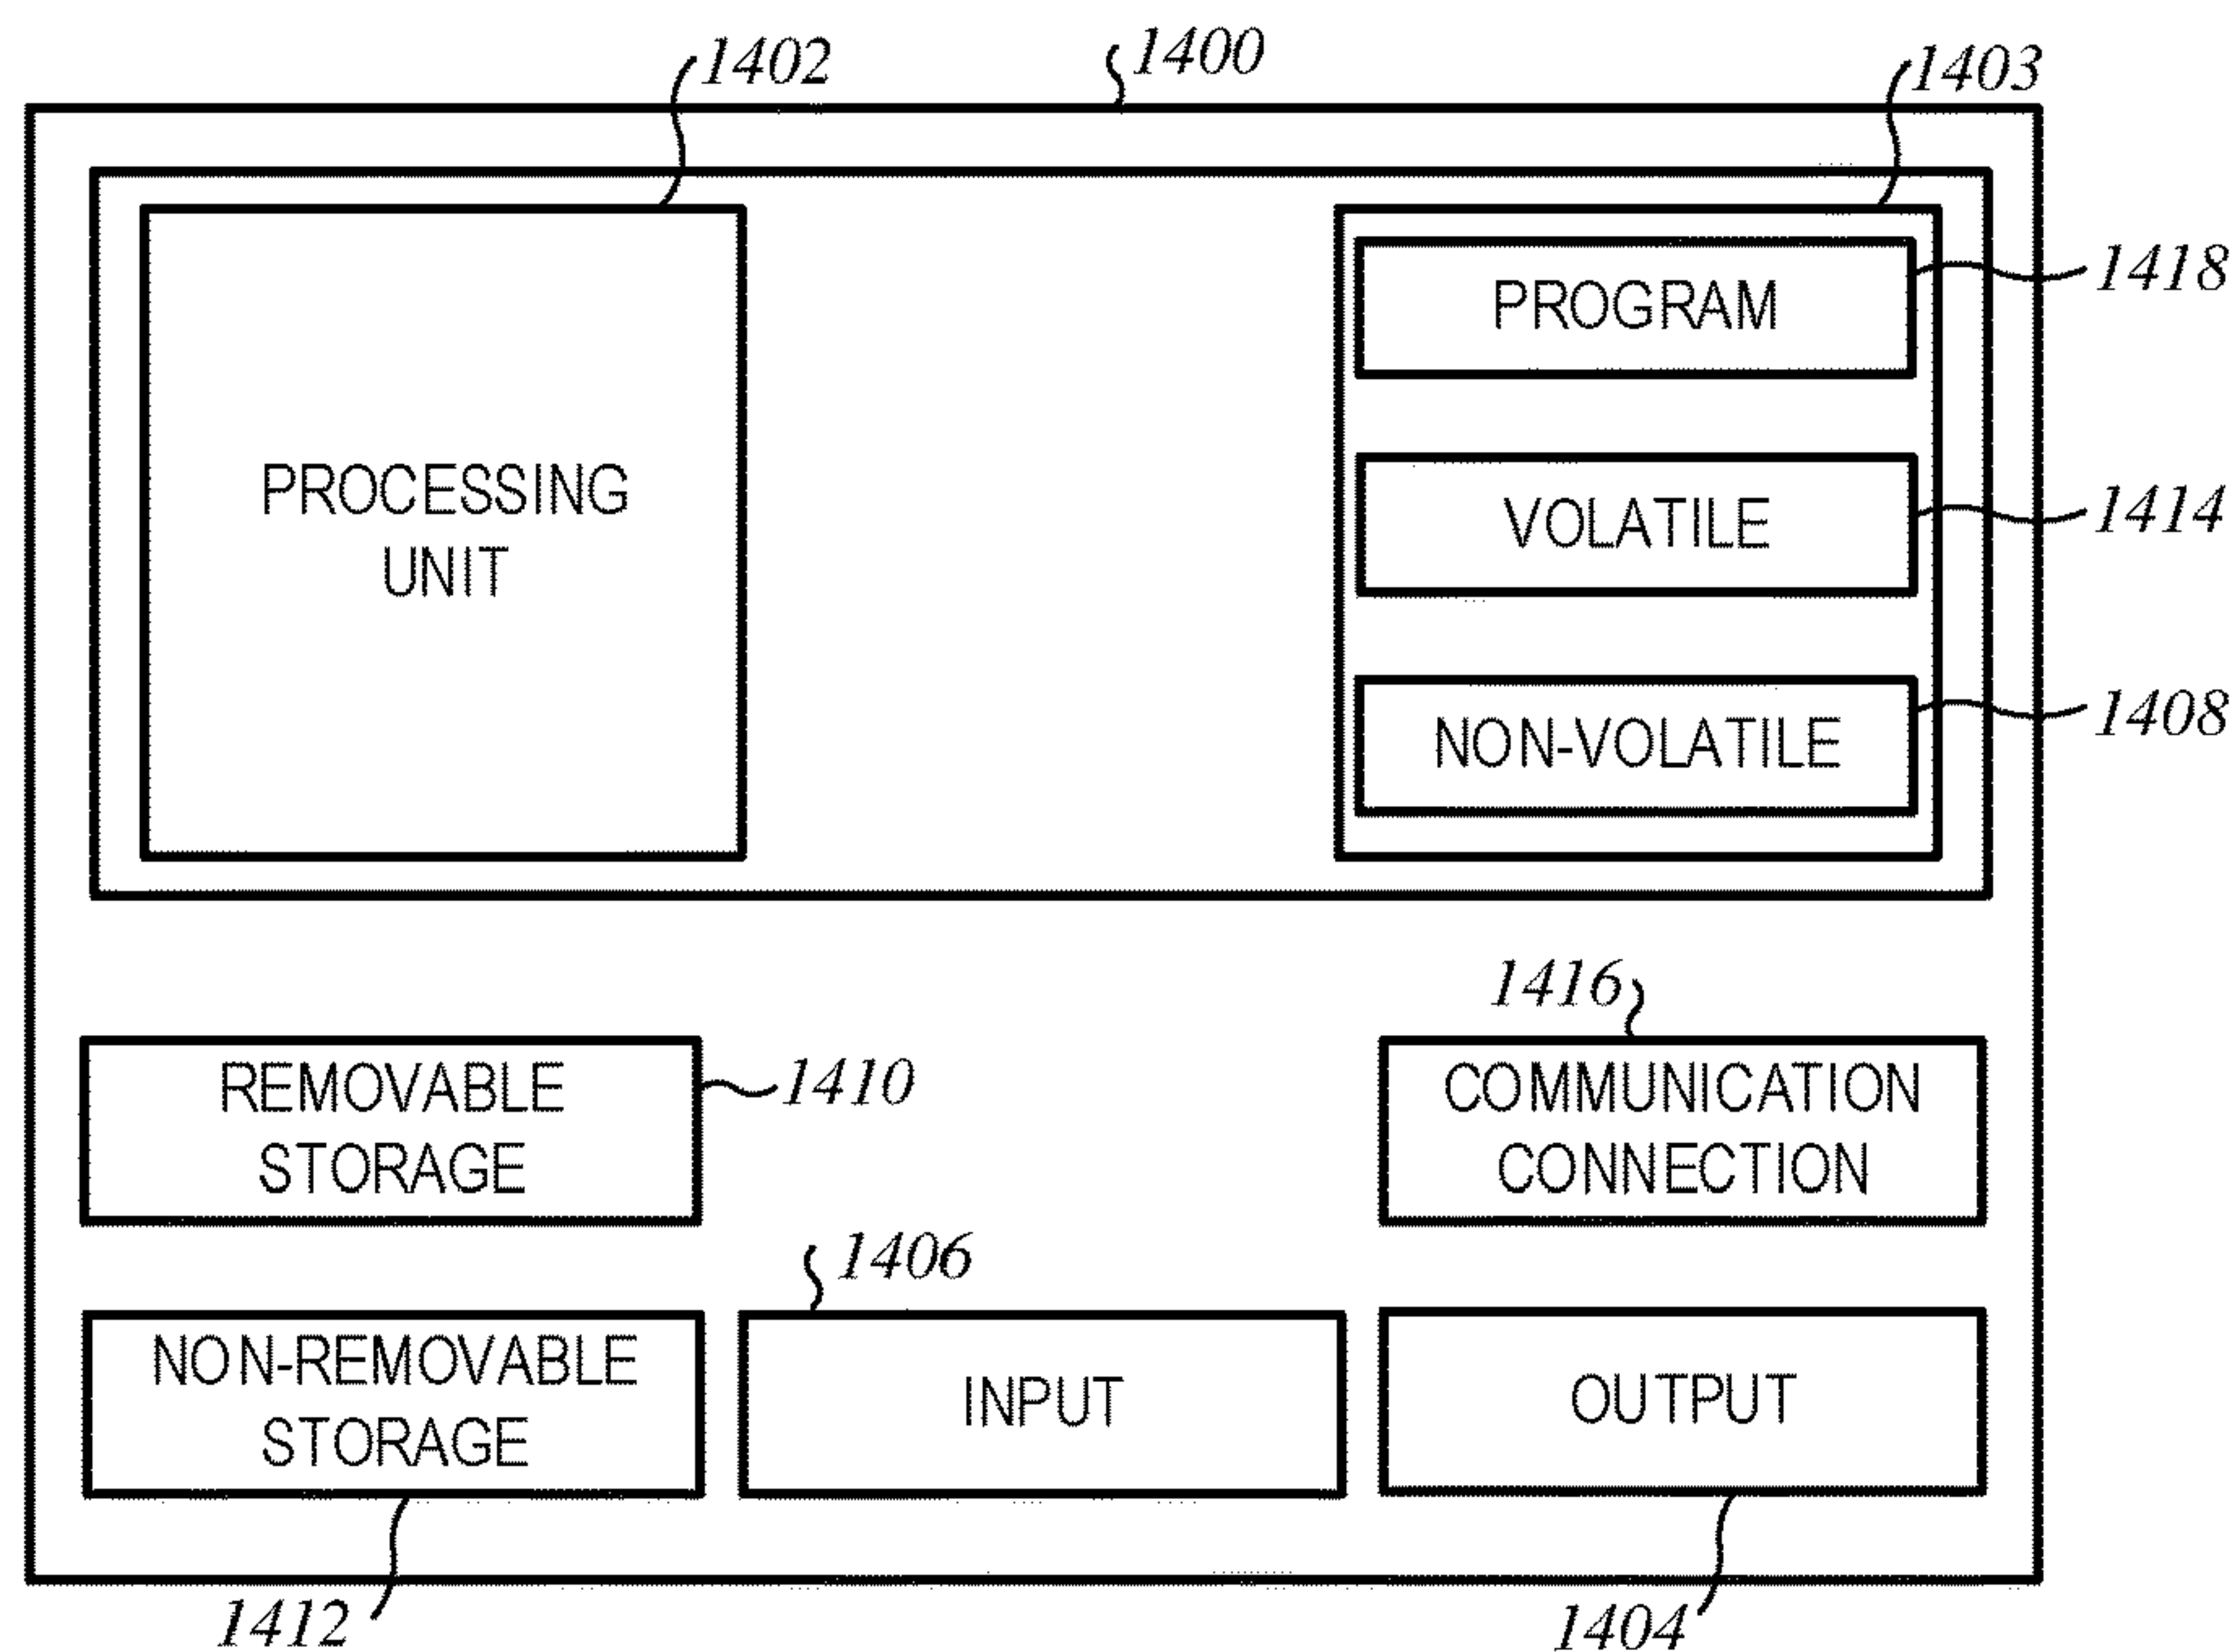 1402
1400
1403
PROGRAM
1418
PROCESSING
UNIT
VOLATILE
1414
NON-VOLATILE
1408
1416
REMOVABLE
STORAGE
1410
COMMUNICATION
CONNECTION
1406
NON-REMOVABLE
STORAGE
INPUT
OUTPUT
1412
1404